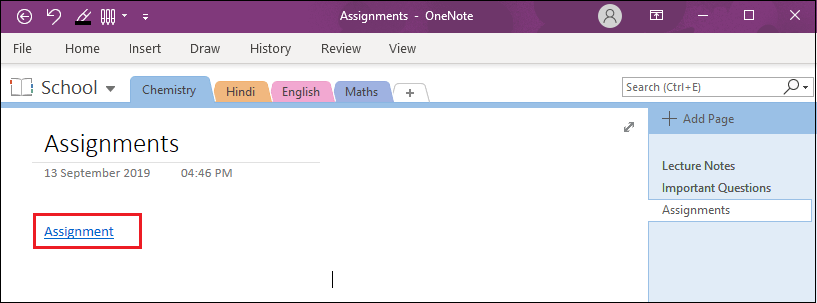 Assignments - OneNote
File Home Insert Draw History Review View
School Chemistry Hindi English Maths +
Search (Ctrl+E)
Add Page
Assignments
13 September 2019 04:46 PM
Lecture Notes
Important Questions
Assignments
Assignment